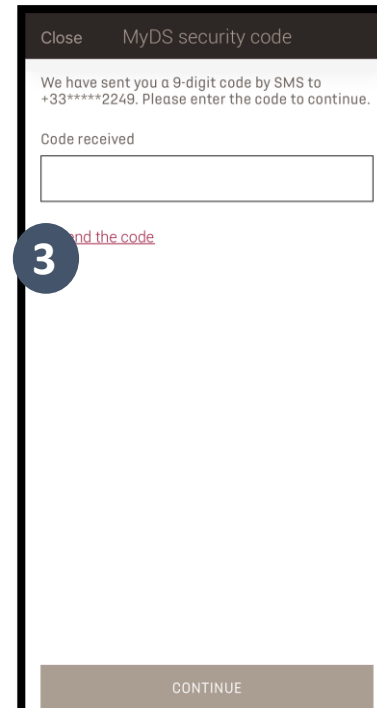 Close MyDS security code
We have sent you a 9-digit code by SMS to
+33*****2249. Please enter the code to continue.
Code received
3
end the code
CONTINUE